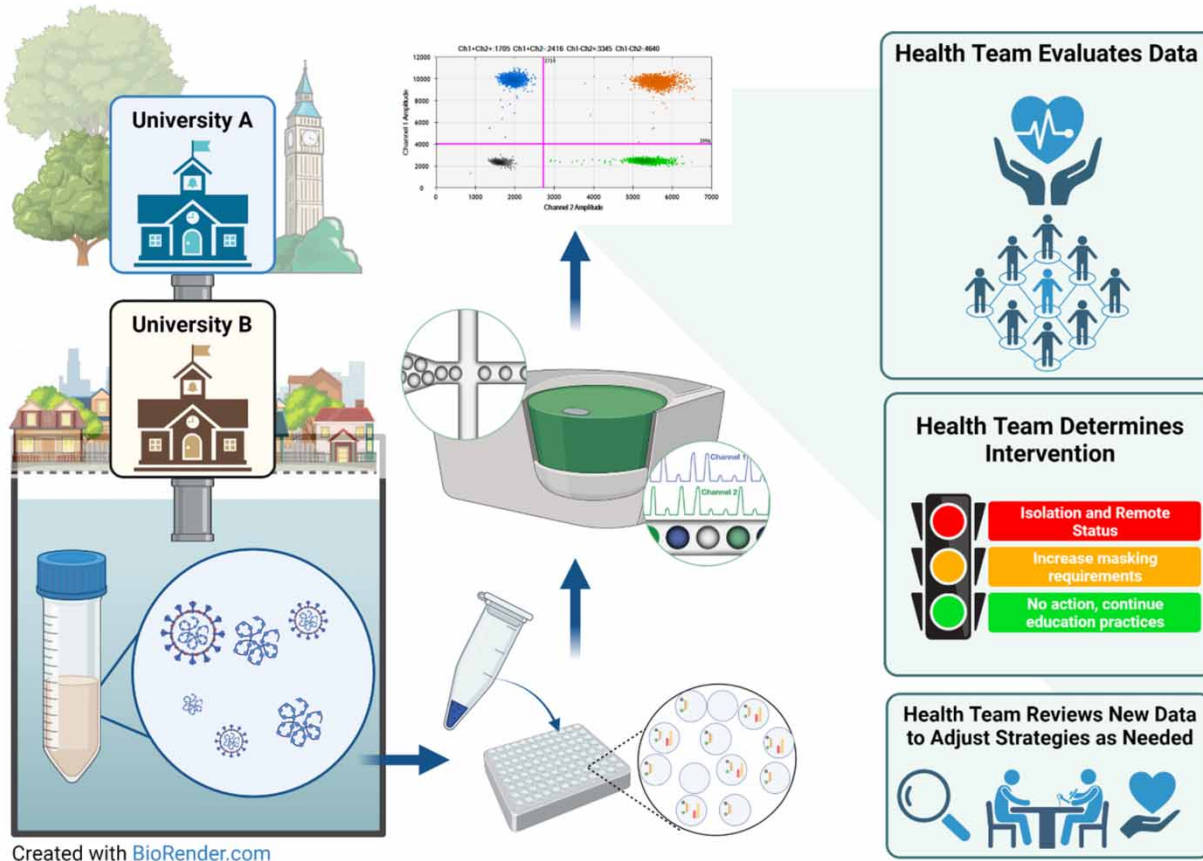 University A
University B
Created with BioRender.com
Ch1+Ch2+:1705 Ch1+Ch2-:2416 Ch1-Ch2+:3345 Ch1-Ch2-:4640
Channel 1 Amplitude
12000
10000
8000
6000
4000
2000
0
0 1000 2000 3000 4000 5000 6000 7000
Channel 2 Amplitude
Channel 1
Channel 2
Health Team Evaluates Data
Health Team Determines
Intervention
Isolation and Remote
Status
Increase masking
requirements
No action, continue
education practices
Health Team Reviews New Data
to Adjust Strategies as Needed